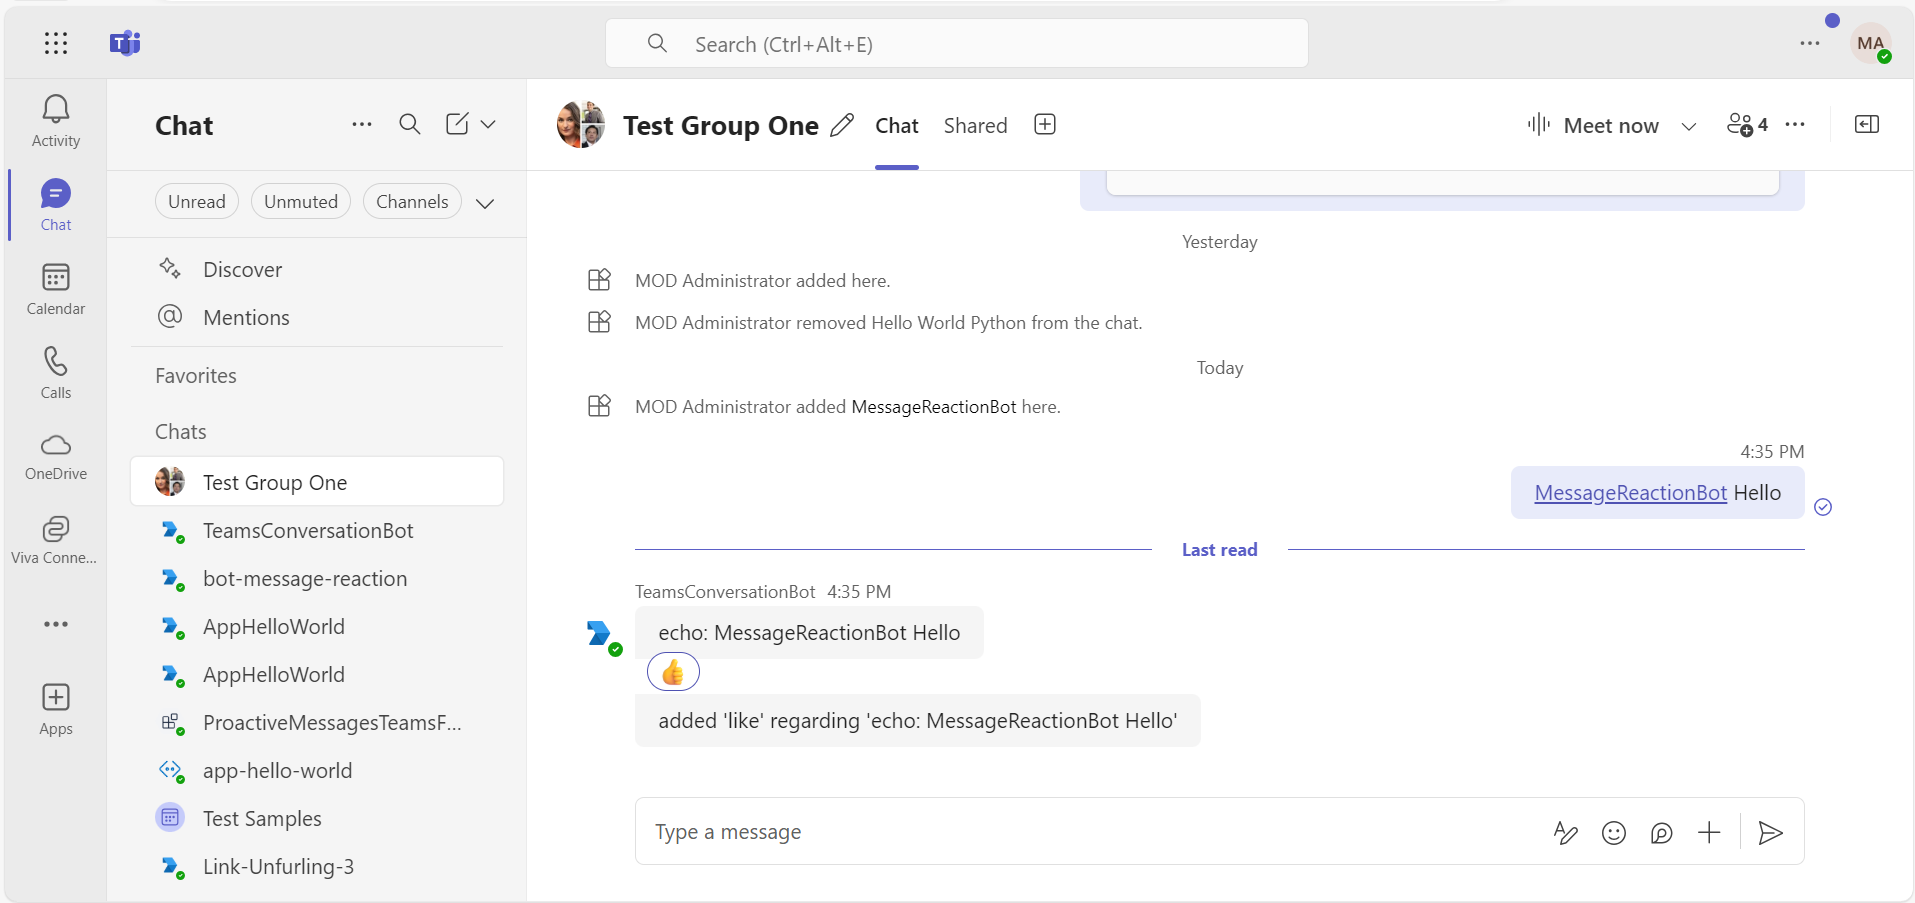 Search (Ctrl+Alt+E)
MA
Activity
Chat
Calendar
Calls
OneDrive
Viva Conne...
Apps
Chat
Unread
Unmuted
Channels
Discover
Mentions
Favorites
Chats
Test Group One
TeamsConversationBot
bot-message-reaction
AppHelloWorld
AppHelloWorld
ProactiveMessagesTeamsF...
app-hello-world
Test Samples
Link-Unfurling-3
Test Group One
Chat
Shared
Meet now
4
Yesterday
MOD Administrator added here.
MOD Administrator removed Hello World Python from the chat.
Today
MOD Administrator added MessageReactionBot here.
4:35 PM
MessageReactionBot Hello
Last read
TeamsConversationBot 4:35 PM
echo: MessageReactionBot Hello
added 'like' regarding 'echo: MessageReactionBot Hello'
Type a message